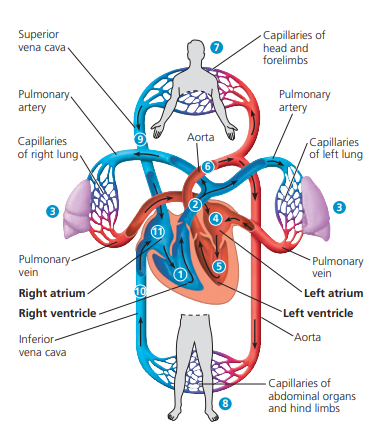 Superior
vena cava
7
Capillaries of
head and
forelimbs
Pulmonary
artery
Pulmonary
artery
9
Aorta
Capillaries
of right lung
Capillaries
of left lung
6
3
2
4
3
11
1
5
Pulmonary
vein
Pulmonary
vein
Right atrium
Left atrium
10
Right ventricle
Left ventricle
Inferior
vena cava
Aorta
Capillaries of
abdominal organs
and hind limbs
8